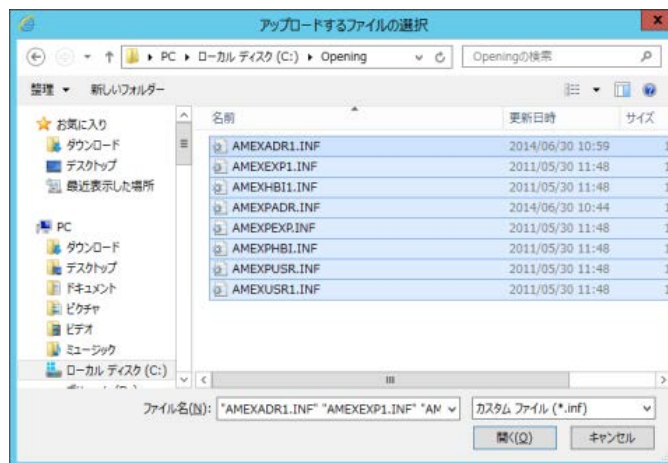 アップロードするファイルの選択
PC ローカル ディスク (C:) Opening Openingの検索
整理 新しいフォルダー
名前 更新日時 サイズ
お気に入り
ダウンロード
デスクトップ
最近表示した場所
PC
ダウンロード
デスクトップ
ドキュメント
ピクチャ
ビデオ
ミュージック
ローカル ディスク (C:)
AMEXADR1.INF 2014/06/30 10:59 1
AMEXEXP1.INF 2011/05/30 11:48 1
AMEXHBI1.INF 2011/05/30 11:48 1
AMEXPADR.INF 2014/06/30 10:44 1
AMEXPEXP.INF 2011/05/30 11:48 1
AMEXPHBI.INF 2011/05/30 11:48 1
AMEXPUSR.INF 2011/05/30 11:48 1
AMEXUSR1.INF 2011/05/30 11:48 1
ファイル名(N): "AMEXADR1.INF" "AMEXEXP1.INF" "AM カスタム ファイル (*.inf)
開く(O) キャンセル